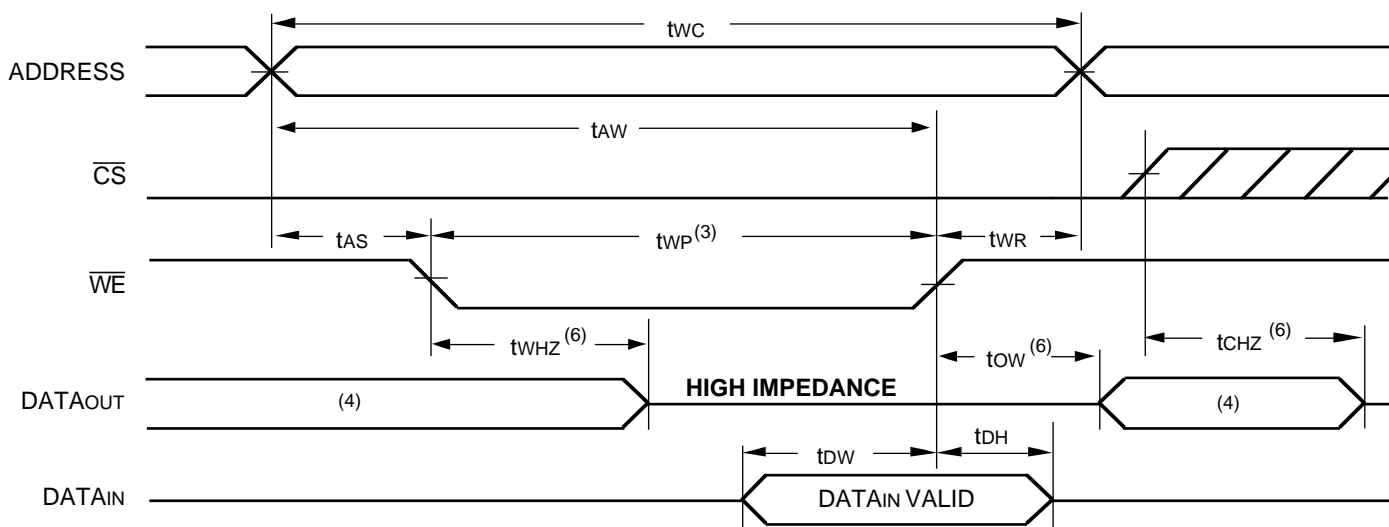 tWC
ADDRESS
tAW
CS
tAS
tWP(3)
tWR
WE
tWHZ(6)
tOW(6)
tCHZ(6)
HIGH IMPEDANCE
DATAOUT
(4)
(4)
tDW
tDH
DATAIN
DATAIN VALID